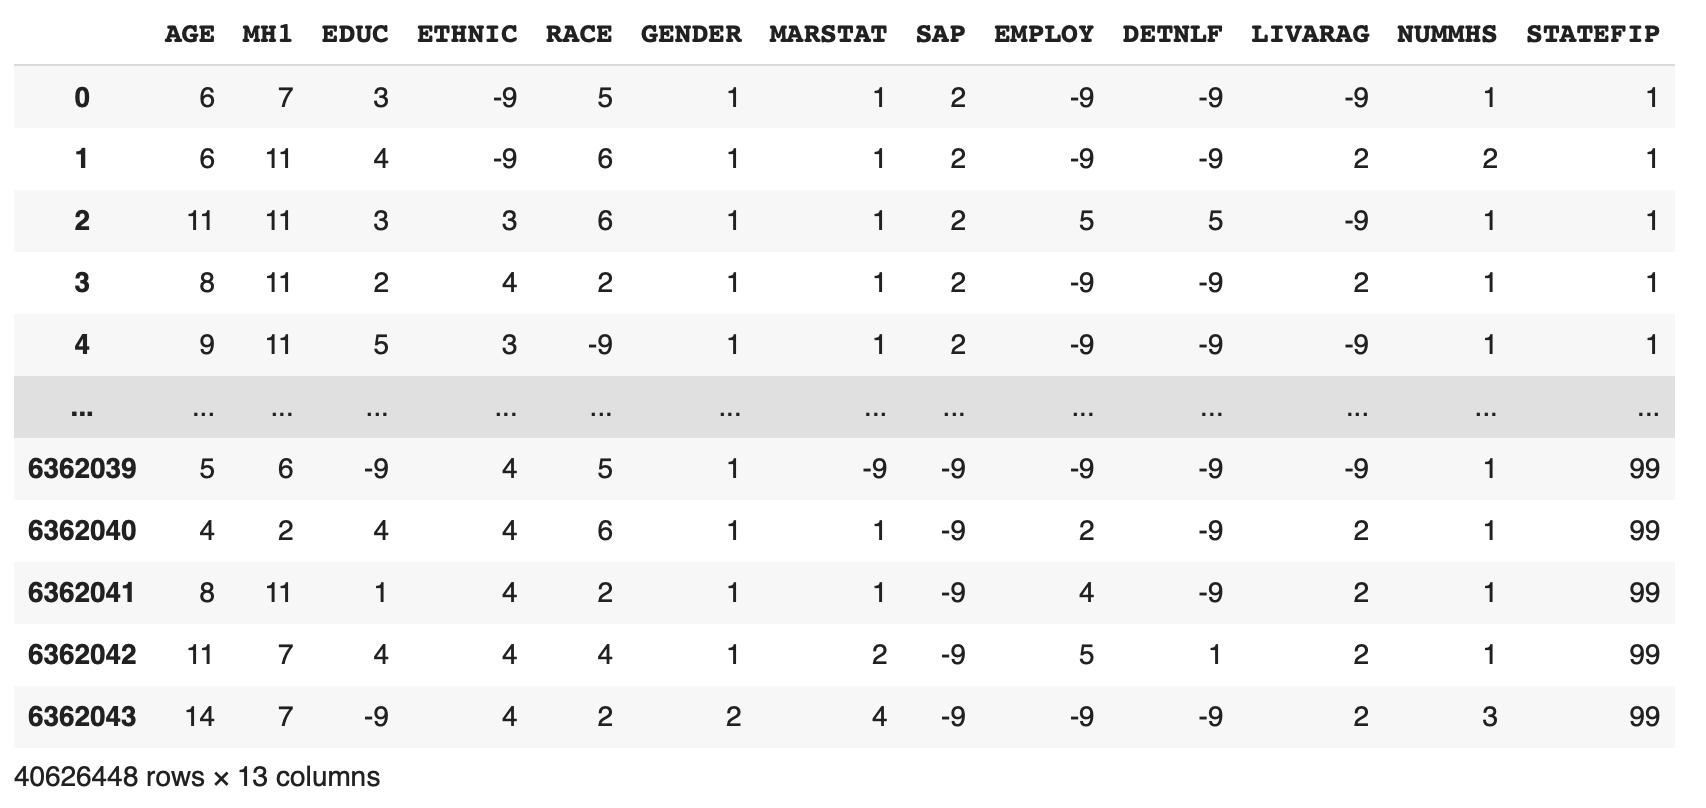 AGE MH1 EDUC ETHNIC RACE GENDER MARSTAT SAP EMPLOY DETNLF LIVARAG NUMMHS STATEFIP
0 6 7 3 -9 5 1 1 2 -9 -9 -9 1 1
1 6 11 4 -9 6 1 1 2 -9 -9 2 2 1
2 11 11 3 3 6 1 1 2 5 5 -9 1 1
3 8 11 2 4 2 1 1 2 -9 -9 2 1 1
4 9 11 5 3 -9 1 1 2 -9 -9 -9 1 1
... ... ... ... ... ... ... ... ... ... ... ... ... ...
6362039 5 6 -9 4 5 1 -9 -9 -9 -9 -9 1 99
6362040 4 2 4 4 6 1 1 -9 2 -9 2 1 99
6362041 8 11 1 4 2 1 1 -9 4 -9 2 1 99
6362042 11 7 4 4 4 1 2 -9 5 1 2 1 99
6362043 14 7 -9 4 2 2 4 -9 -9 -9 2 3 99
40626448 rows × 13 columns